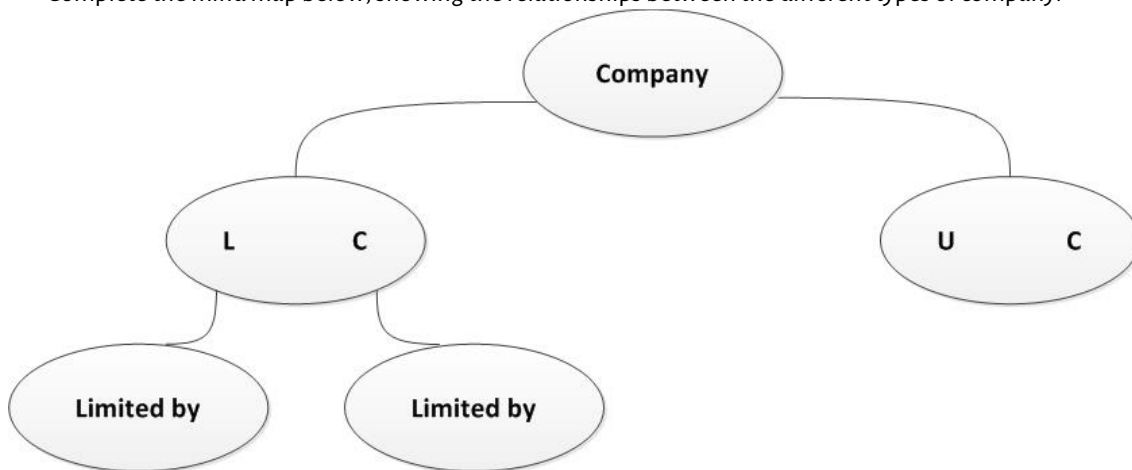 Complete the mind map below, showing the relationships between the different types of company.
Company
L C
U C
Limited by
Limited by